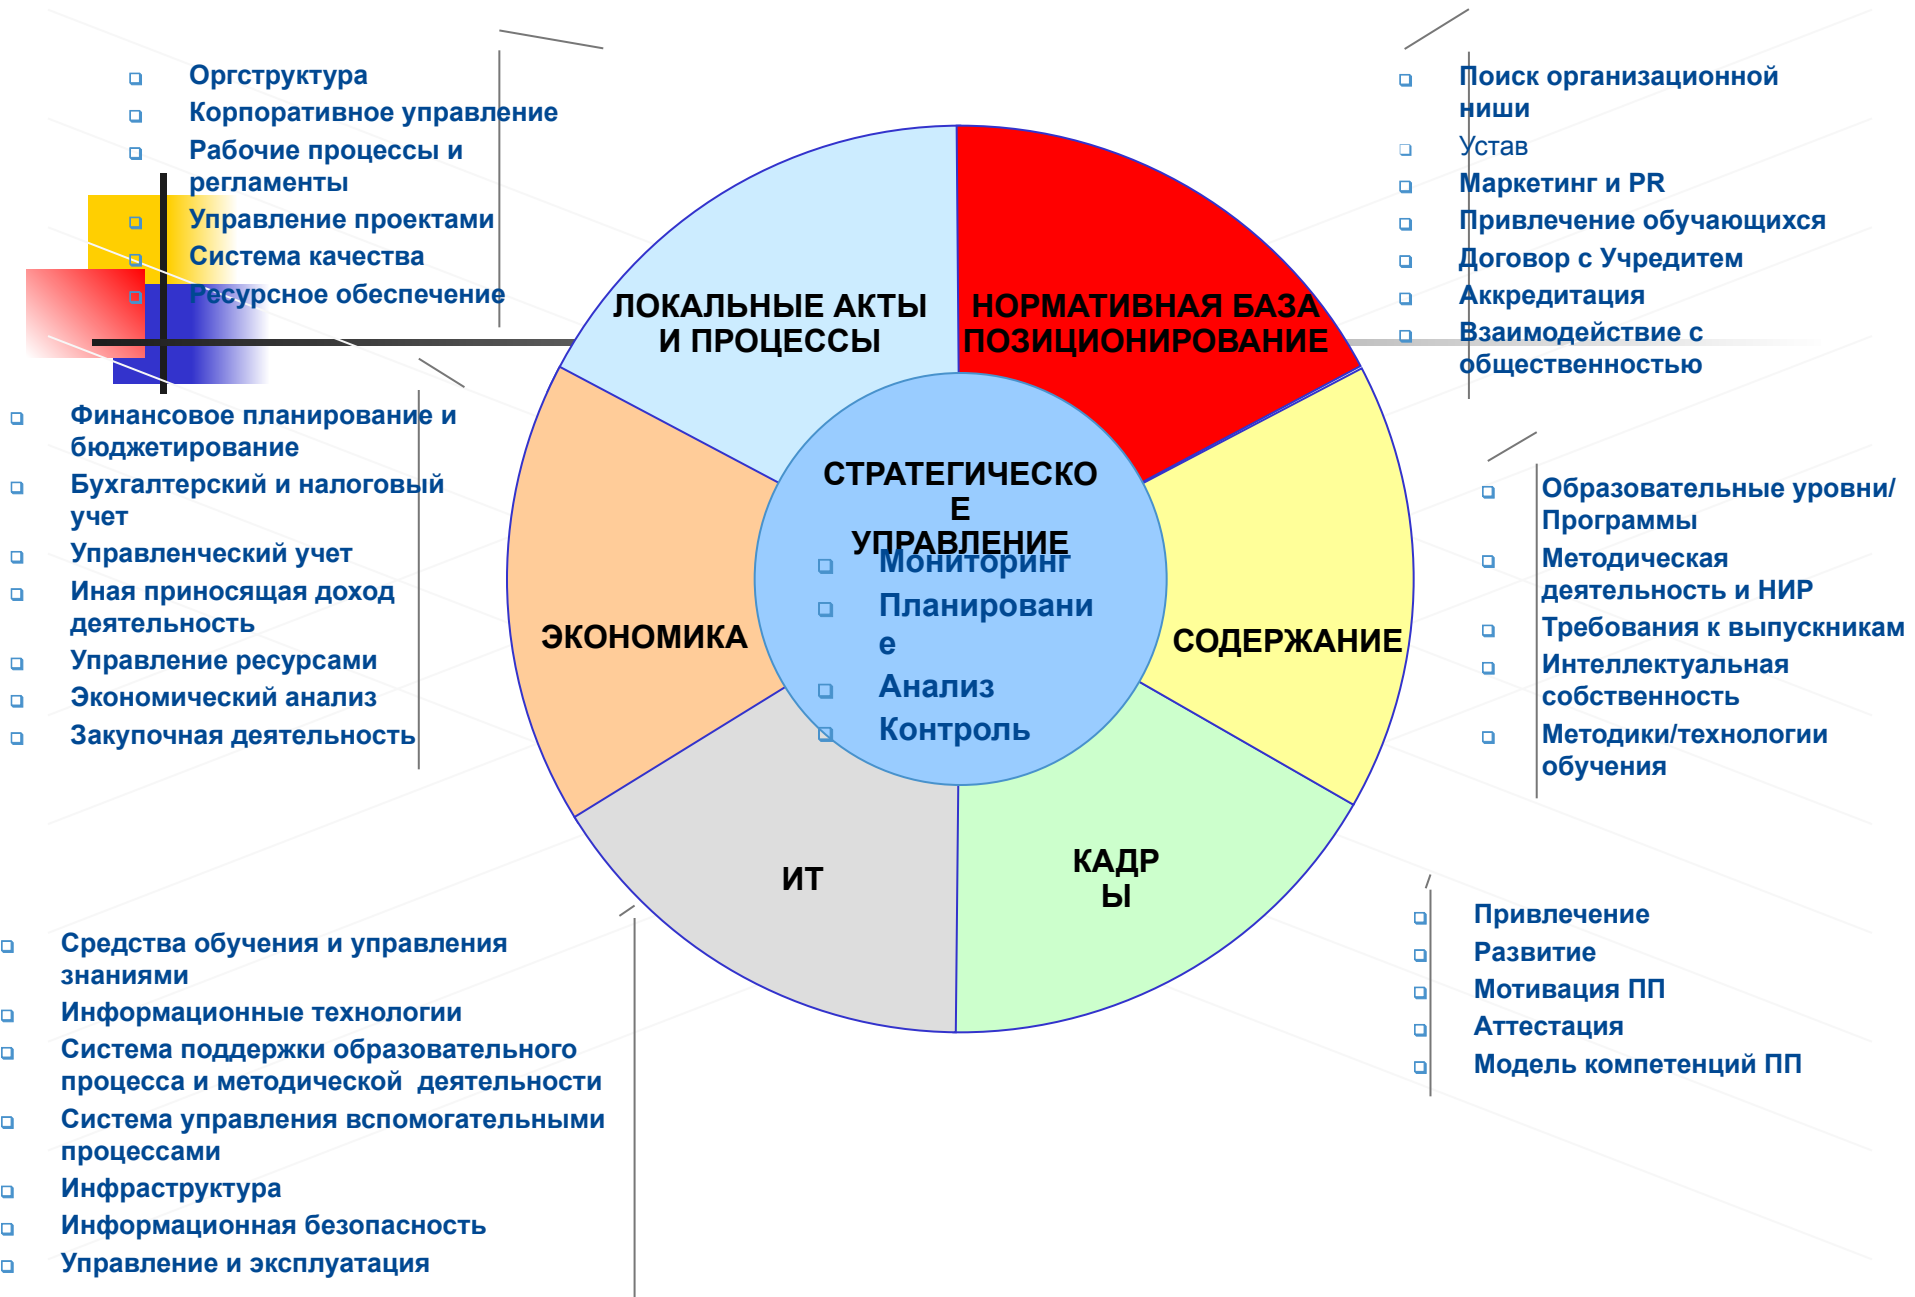 Оргструктура
Корпоративное управление
Рабочие процессы и
регламенты
Управление проектами
Система качества
Ресурсное обеспечение
Поиск организационной
ниши
Устав
Маркетинг и PR
Привлечение обучающихся
Договор с Учредитем
Аккредитация
Взаимодействие с
общественностью
ЛОКАЛЬНЫЕ АКТЫ
И ПРОЦЕССЫ
НОРМАТИВНАЯ БАЗА
ПОЗИЦИОНИРОВАНИЕ
Финансовое планирование и
бюджетирование
Бухгалтерский и налоговый
учет
Управленческий учет
Иная приносящая доход
деятельность
Управление ресурсами
Экономический анализ
Закупочная деятельность
ЭКОНОМИКА
СТРАТЕГИЧЕСКО
Е
УПРАВЛЕНИЕ
Мониторинг
Планировани
е
Анализ
Контроль
СОДЕРЖАНИЕ
Образовательные уровни/
Программы
Методическая
деятельность и НИР
Требования к выпускникам
Интеллектуальная
собственность
Методики/технологии
обучения
ИТ
КАДР
Ы
Средства обучения и управления
знаниями
Информационные технологии
Система поддержки образовательного
процесса и методической деятельности
Система управления вспомогательными
процессами
Инфраструктура
Информационная безопасность
Управление и эксплуатация
Привлечение
Развитие
Мотивация ПП
Аттестация
Модель компетенций ПП